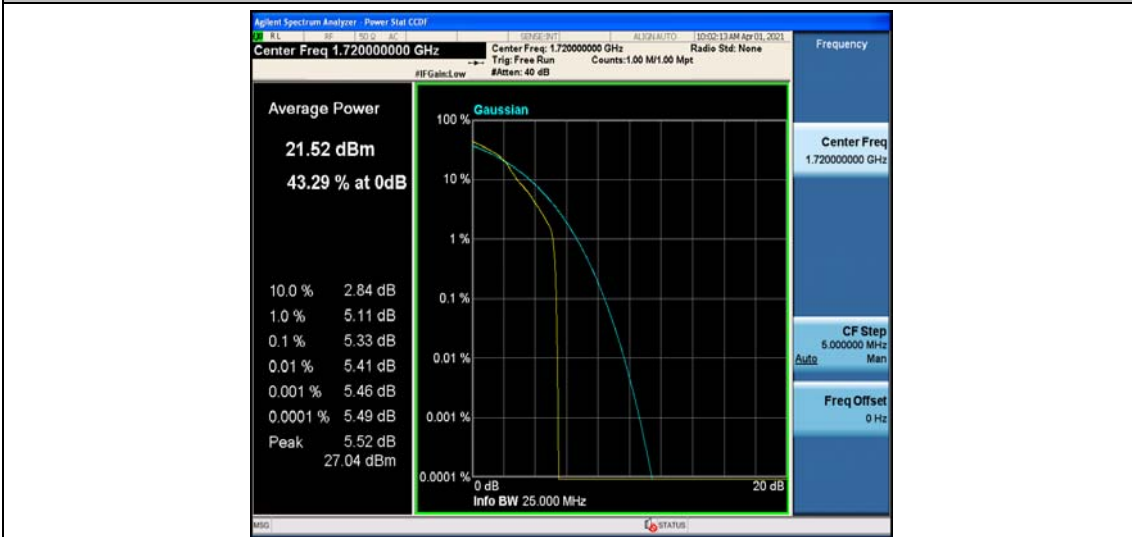 Agilent Spectrum Analyzer - Power Stat CCDF
RL RF 50 Ω AC SENSE:INT ALIGNAUTO 10:02:13 AM Apr 01, 2021
Center Freq 1.720000000 GHz
Center Freq: 1.720000000 GHz Radio Std: None
Trig: Free Run Counts:1.00 M/1.00 Mpt
#IFGain:Low #Atten: 40 dB
Frequency
Average Power
21.52 dBm
43.29 % at 0dB
10.0 % 2.84 dB
1.0 % 5.11 dB
0.1 % 5.33 dB
0.01 % 5.41 dB
0.001 % 5.46 dB
0.0001 % 5.49 dB
Peak 5.52 dB
27.04 dBm
Gaussian
100 %
10 %
1 %
0.1 %
0.01 %
0.001 %
0.0001 %
0 dB 20 dB
Info BW 25.000 MHz
Center Freq
1.720000000 GHz
CF Step
5.000000 MHz
Auto Man
Freq Offset
0 Hz
MSG STATUS